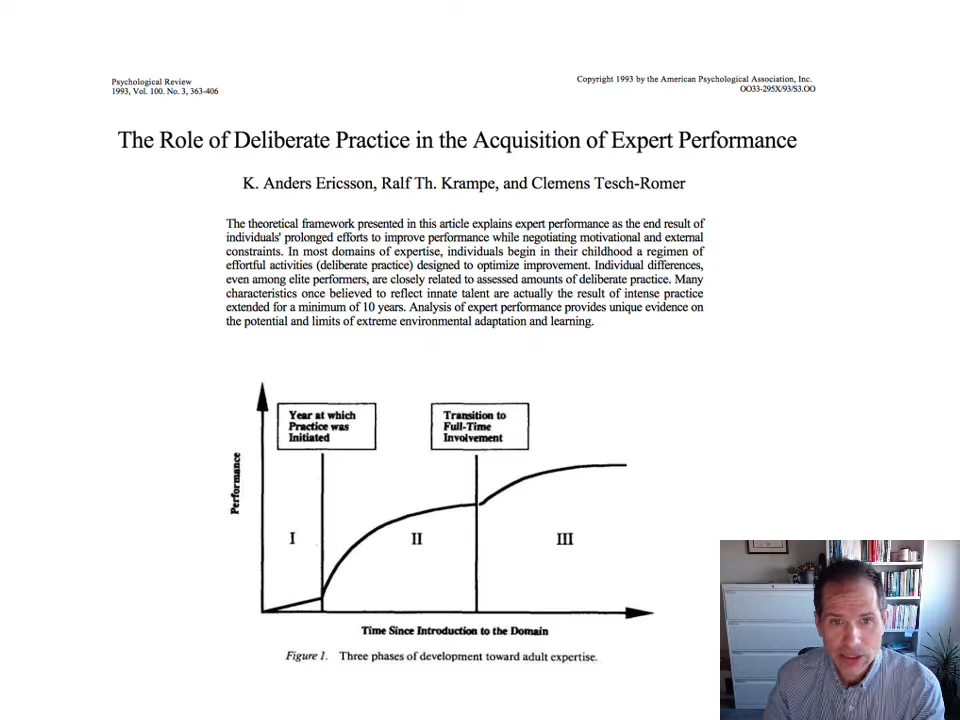 Psychological Review
1993, Vol. 100. No. 3, 363-406
Copyright 1993 by the American Psychological Association, Inc.
OO33-295X/93/S3.OO
The Role of Deliberate Practice in the Acquisition of Expert Performance
K. Anders Ericsson, Ralf Th. Krampe, and Clemens Tesch-Romer
The theoretical framework presented in this article explains expert performance as the end result of
individuals' prolonged efforts to improve performance while negotiating motivational and external
constraints. In most domains of expertise, individuals begin in their childhood a regimen of
effortful activities (deliberate practice) designed to optimize improvement. Individual differences,
even among elite performers, are closely related to assessed amounts of deliberate practice. Many
characteristics once believed to reflect innate talent are actually the result of intense practice
extended for a minimum of 10 years. Analysis of expert performance provides unique evidence on
the potential and limits of extreme environmental adaptation and learning.
Year at which
Practice was
Initiated
Transition to
Full-Time
Involvement
Performance
I
II
III
Time Since Introduction to the Domain
Figure 1. Three phases of development toward adult expertise.